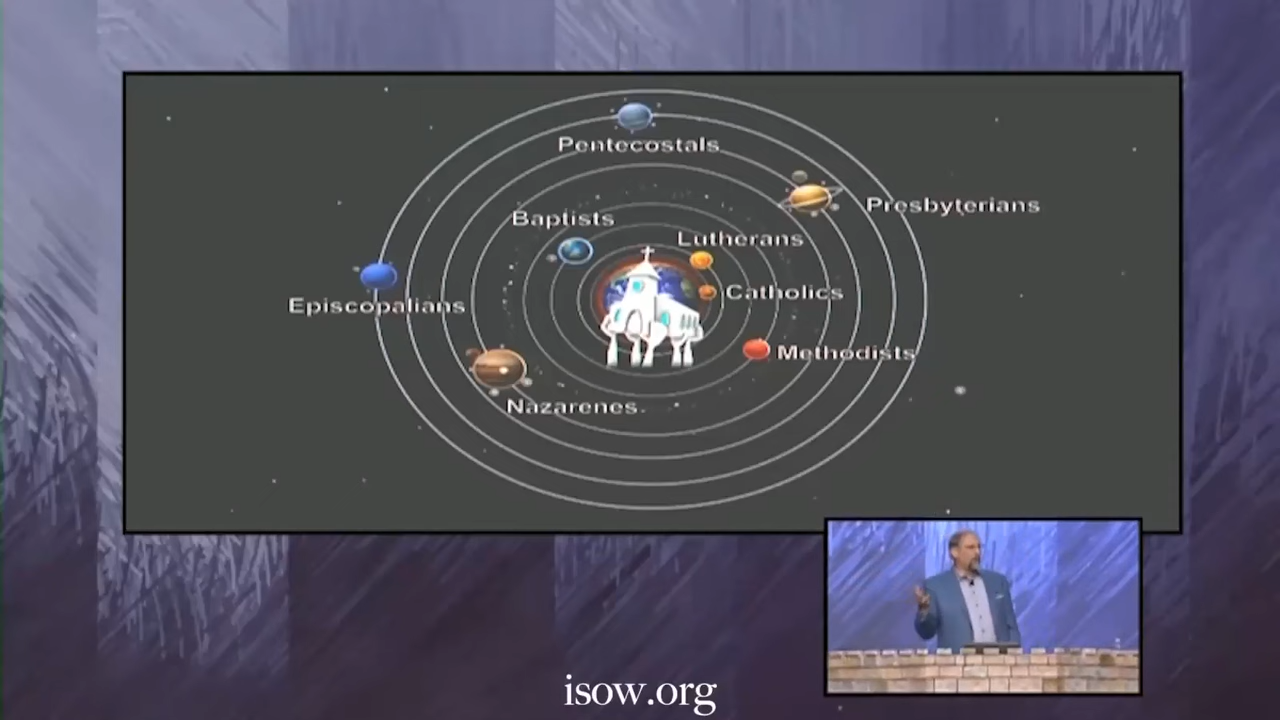 Pentecostals
Presbyterians
Baptists
Lutherans
Catholics
Episcopalians
Methodists
Nazarenes
isow.org